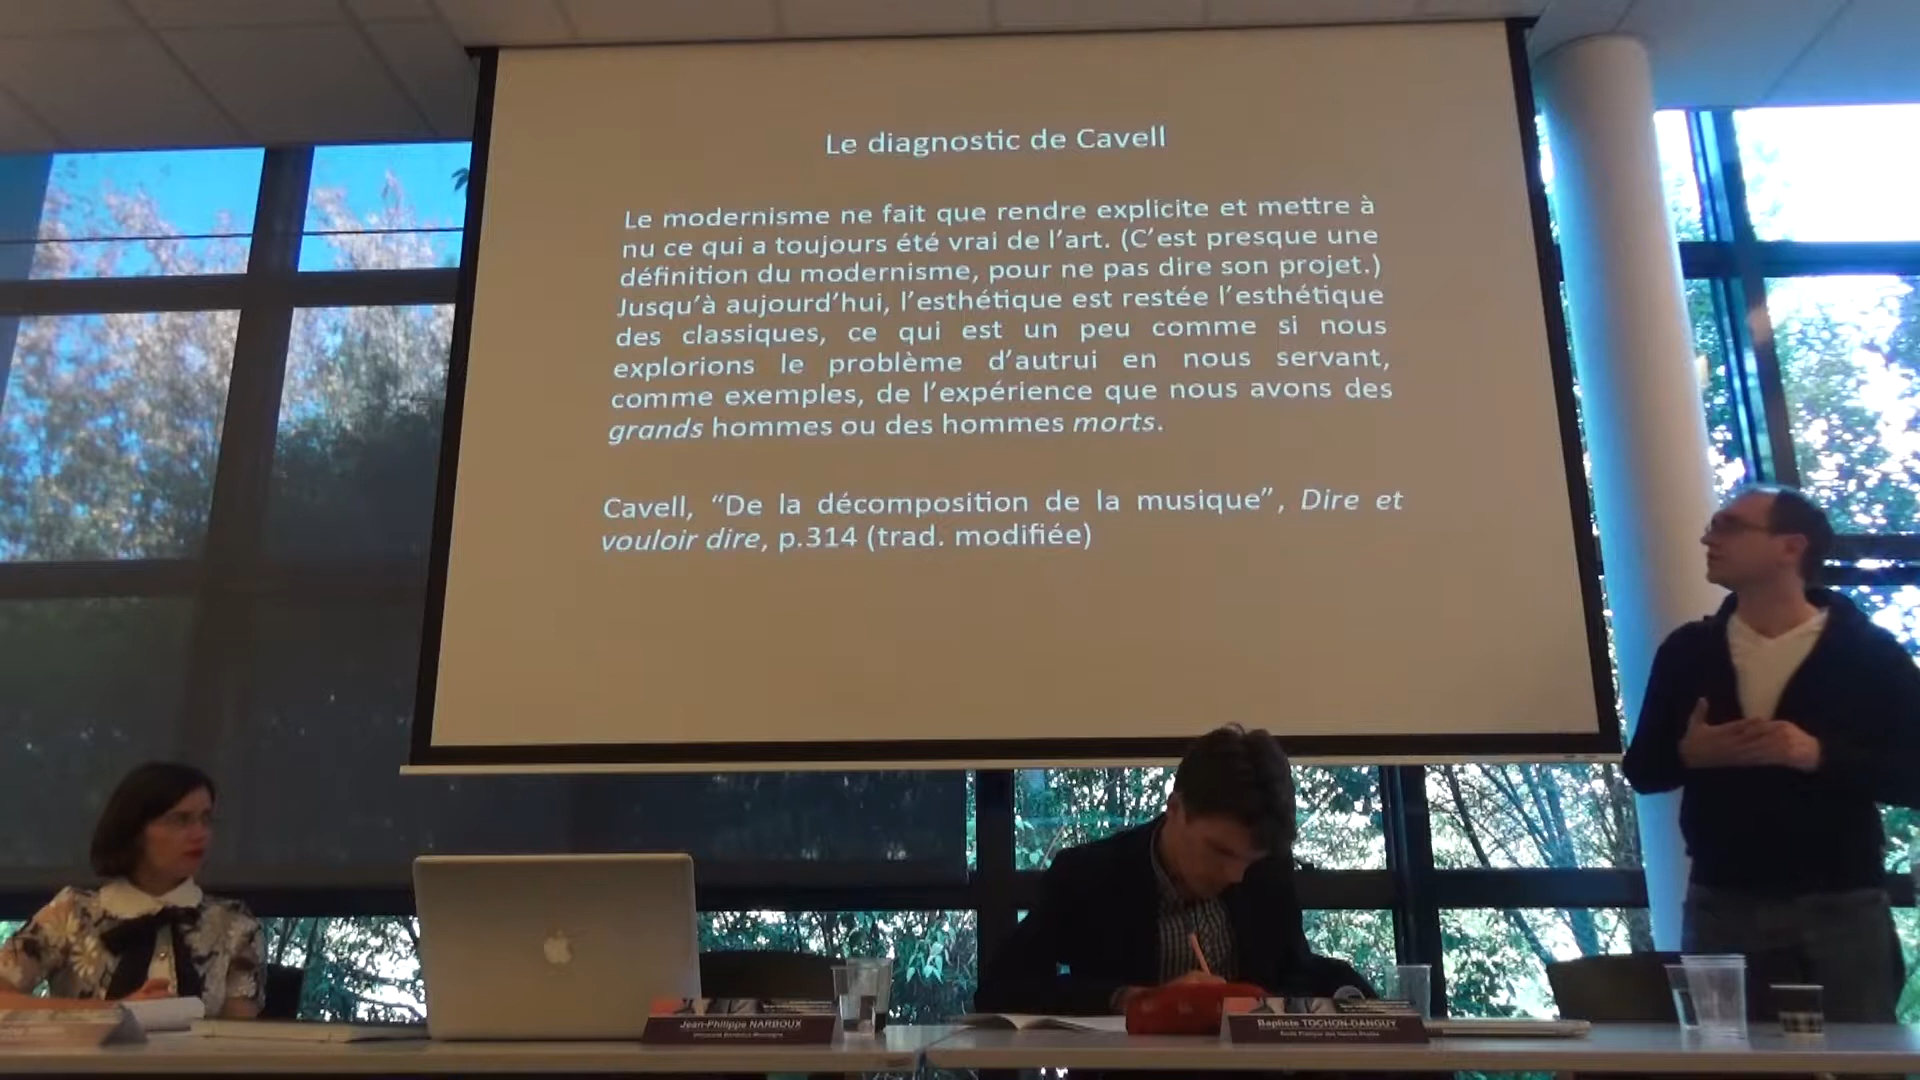 Le diagnostic de Cavell
Le modernisme ne fait que rendre explicite et mettre à
nu ce qui a toujours été vrai de l’art. (C’est presque une
définition du modernisme, pour ne pas dire son projet.)
Jusqu’à aujourd’hui, l’esthétique est restée l’esthétique
des classiques, ce qui est un peu comme si nous
explorions le problème d’autrui en nous servant,
comme exemples, de l’expérience que nous avons des
grands hommes ou des hommes morts.
Cavell, “De la décomposition de la musique”, Dire et
vouloir dire, p.314 (trad. modifiée)
Jean-Philippe NARBOUX
Baptiste TOCHON-DANGUY